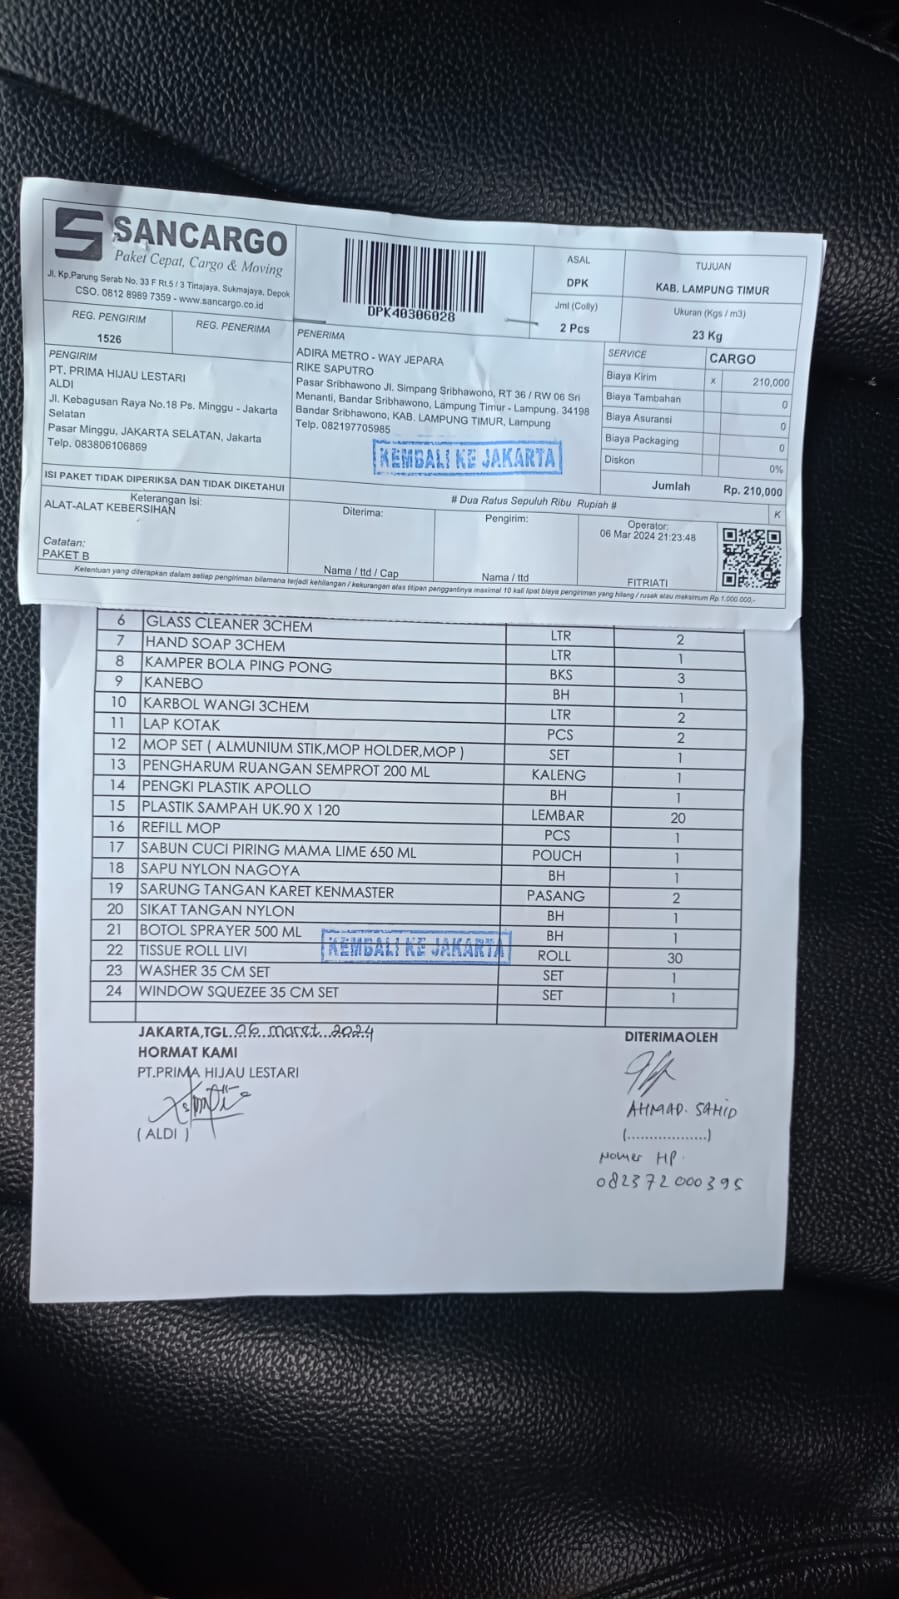 SANCARGO
Paket Cepat, Cargo & Moving
Jl. Kp.Parung Serab No. 33 F Rt.5 / 3 Tirtajaya, Sukmajaya, Depok
CSO. 0812 8989 7359 - www.sancargo.co.id
DPK40306028
ASAL
DPK
TUJUAN
KAB. LAMPUNG TIMUR
Jml (Colly)
2 Pcs
Ukuran (Kgs / m3)
23 Kg
REG. PENGIRIM
1526
REG. PENERIMA
PENGIRIM
PT. PRIMA HIJAU LESTARI
ALDI
Jl. Kebagusan Raya No.18 Ps. Minggu - Jakarta
Selatan
Pasar Minggu, JAKARTA SELATAN, Jakarta
Telp. 083806106869
PENERIMA
ADIRA METRO - WAY JEPARA
RIKE SAPUTRO
Pasar Sribhawono Jl. Simpang Sribhawono, RT 36 / RW 06 Sri
Menanti, Bandar Sribhawono, Lampung Timur - Lampung. 34198
Bandar Sribhawono, KAB. LAMPUNG TIMUR, Lampung
Telp. 082197705985
KEMBALI KE JAKARTA
SERVICE CARGO
Biaya Kirim x 210,000
Biaya Tambahan 0
Biaya Asuransi 0
Biaya Packaging 0
Diskon 0%
Jumlah Rp. 210,000
ISI PAKET TIDAK DIPERIKSA DAN TIDAK DIKETAHUI
# Dua Ratus Sepuluh Ribu Rupiah #
K
Keterangan Isi:
ALAT-ALAT KEBERSIHAN
Catatan:
PAKET B
Diterima:
Nama / ttd / Cap
Pengirim:
Nama / ttd
Operator:
06 Mar 2024 21:23:48
FITRIATI
Ketentuan yang diterapkan dalam setiap pengiriman bilamana terjadi kehilangan / kekurangan atas titipan penggantinya maximal 10 kali lipat biaya pengiriman yang hilang / rusak atau maksimum Rp.1.000.000,-
6 GLASS CLEANER 3CHEM LTR 2
7 HAND SOAP 3CHEM LTR 1
8 KAMPER BOLA PING PONG BKS 3
9 KANEBO BH 1
10 KARBOL WANGI 3CHEM LTR 2
11 LAP KOTAK PCS 2
12 MOP SET ( ALMUNIUM STIK,MOP HOLDER,MOP ) SET 1
13 PENGHARUM RUANGAN SEMPROT 200 ML KALENG 1
14 PENGKI PLASTIK APOLLO BH 1
15 PLASTIK SAMPAH UK.90 X 120 LEMBAR 20
16 REFILL MOP PCS 1
17 SABUN CUCI PIRING MAMA LIME 650 ML POUCH 1
18 SAPU NYLON NAGOYA BH 1
19 SARUNG TANGAN KARET KENMASTER PASANG 2
20 SIKAT TANGAN NYLON BH 1
21 BOTOL SPRAYER 500 ML BH 1
22 TISSUE ROLL LIVI ROLL 30
KEMBALI KE JAKARTA
23 WASHER 35 CM SET SET 1
24 WINDOW SQUEZEE 35 CM SET SET 1
JAKARTA,TGL..06..maret..2024
HORMAT KAMI
PT.PRIMA HIJAU LESTARI
( ALDI )
DITERIMAOLEH
AHMAD. SAHID
(..................)
Nomer HP.
082372000395